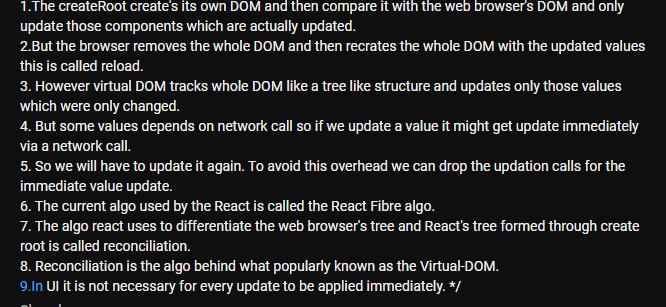 1.The createRoot create's its own DOM and then compare it with the web browser's DOM and only
update those components which are actually updated.
2.But the browser removes the whole DOM and then recrates the whole DOM with the updated values
this is called reload.
3. However virtual DOM tracks whole DOM like a tree like structure and updates only those values
which were only changed.
4. But some values depends on network call so if we update a value it might get update immediately
via a network call.
5. So we will have to update it again. To avoid this overhead we can drop the updation calls for the
immediate value update.
6. The current algo used by the React is called the React Fibre algo.
7. The algo react uses to differentiate the web browser's tree and React's tree formed through create
root is called reconciliation.
8. Reconciliation is the algo behind what popularly known as the Virtual-DOM.
9.In UI it is not necessary for every update to be applied immediately. */